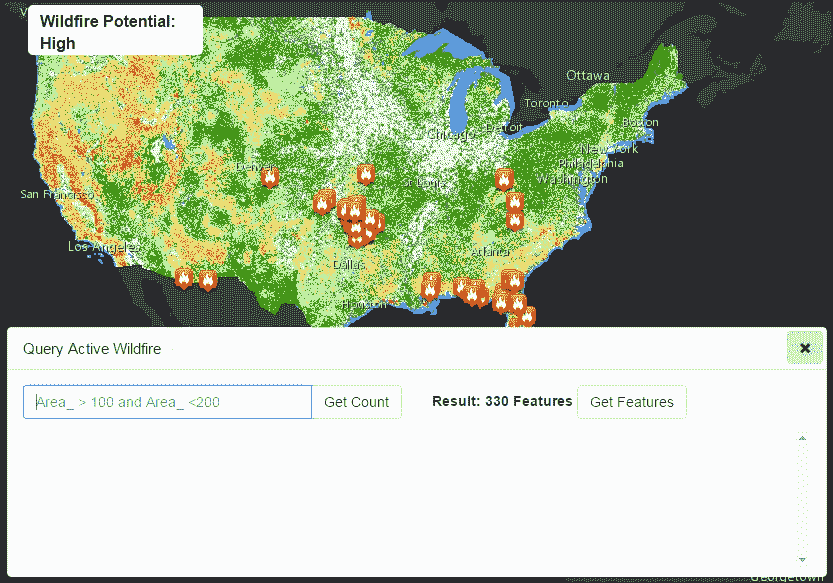 Wildfire Potential:
High
Ottawa
Toronto
Boston
Chicago
Detroit
New York
Philadelphia
Washington
Denver
St Louis
San Francisco
Los Angeles
Atlanta
Dallas
Houston
Query Active Wildfire
×
Area_ > 100 and Area_ <200
Get Count
Result: 330 Features
Get Features
Georgetown